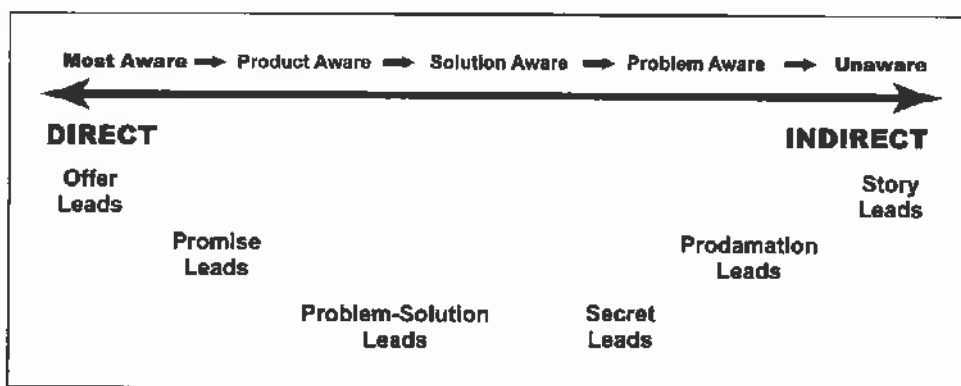 Most Aware → Product Aware → Solution Aware → Problem Aware → Unaware
DIRECT
INDIRECT
Offer
Leads
Story
Leads
Promise
Leads
Prodamation
Leads
Problem-Solution
Leads
Secret
Leads